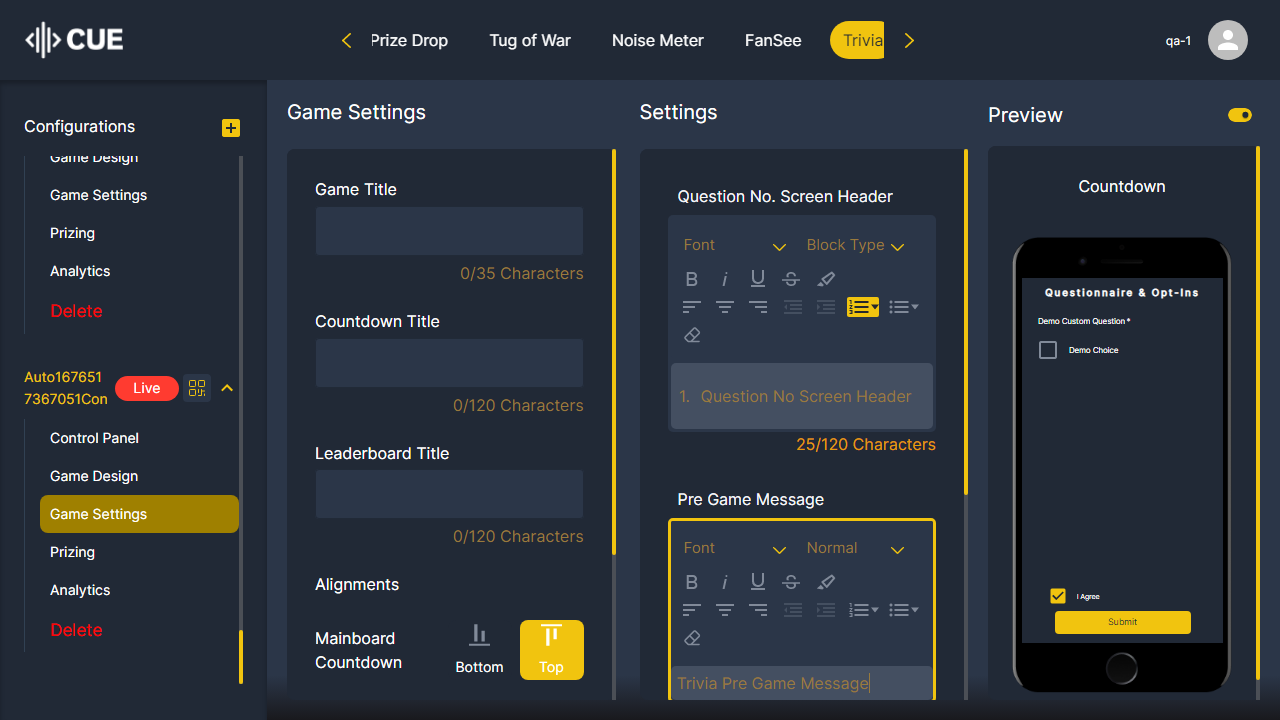 CUE
Prize Drop
Tug of War
Noise Meter
FanSee
Trivia
qa-1
Configurations
Game Design
Game Settings
Prizing
Analytics
Delete
Auto167651
7367051Con
Live
Control Panel
Game Design
Game Settings
Prizing
Analytics
Delete
Game Settings
Game Title
0/35 Characters
Countdown Title
0/120 Characters
Leaderboard Title
0/120 Characters
Alignments
Mainboard
Countdown
Bottom
Top
Settings
Question No. Screen Header
Font
Block Type
1. Question No Screen Header
25/120 Characters
Pre Game Message
Font
Normal
Trivia Pre Game Message
Preview
Countdown
Questionnaire & Opt-Ins
Demo Custom Question *
Demo Choice
I Agree
Submit